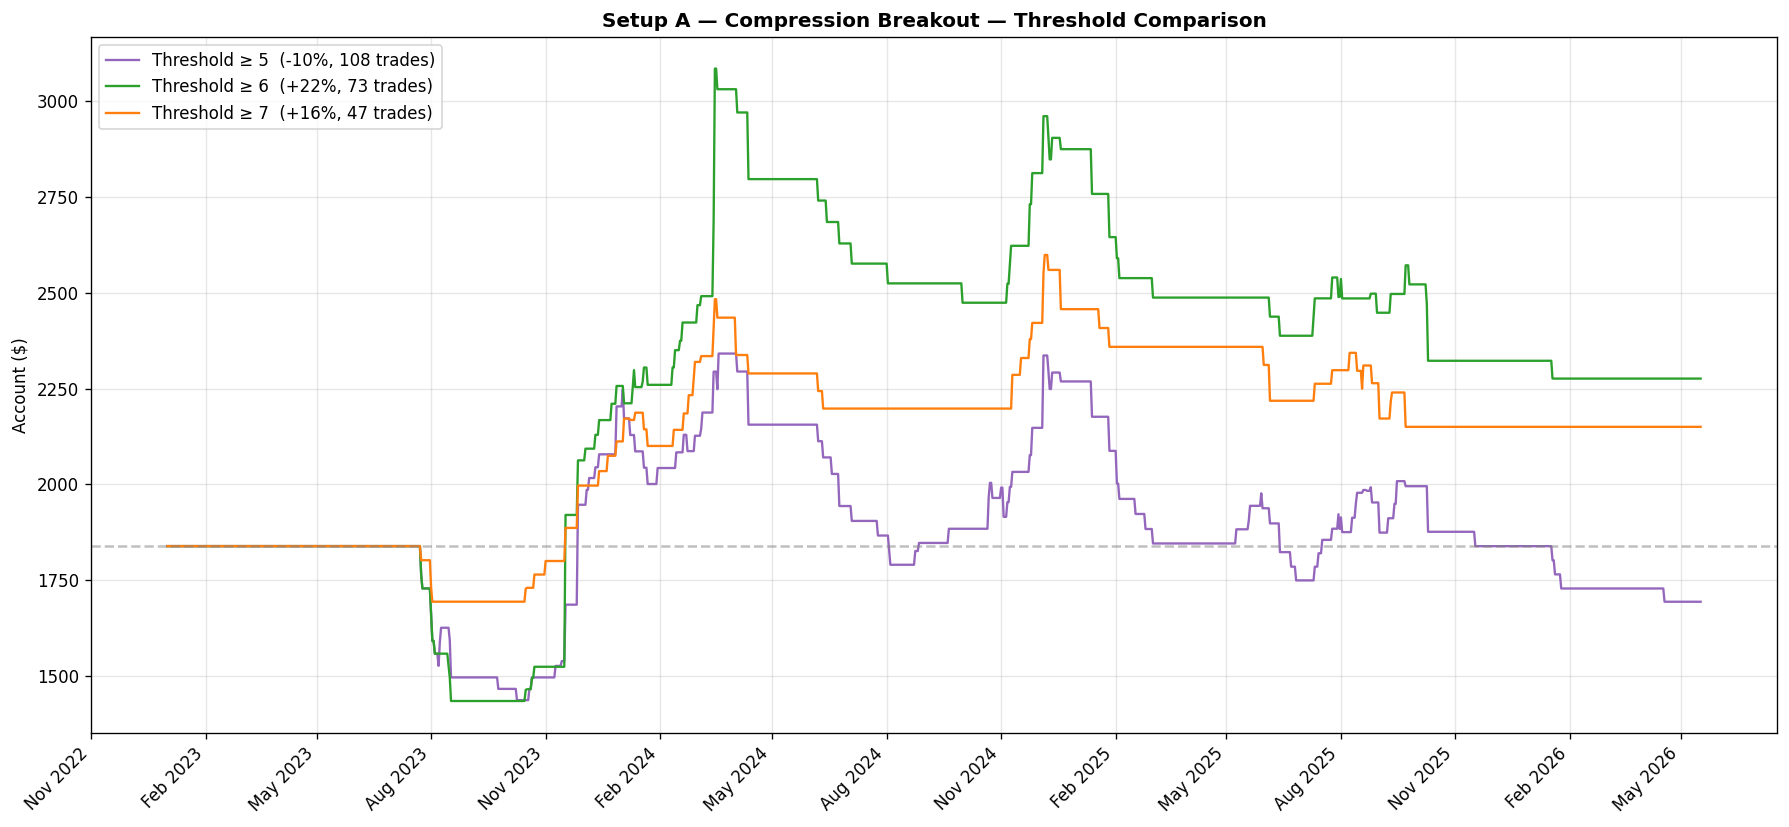 Setup A — Compression Breakout — Threshold Comparison
Threshold ≥ 5  (-10%, 108 trades)
Threshold ≥ 6  (+22%, 73 trades)
Threshold ≥ 7  (+16%, 47 trades)
Account ($)
3000
2750
2500
2250
2000
1750
1500
Nov 2022
Feb 2023
May 2023
Aug 2023
Nov 2023
Feb 2024
May 2024
Aug 2024
Nov 2024
Feb 2025
May 2025
Aug 2025
Nov 2025
Feb 2026
May 2026